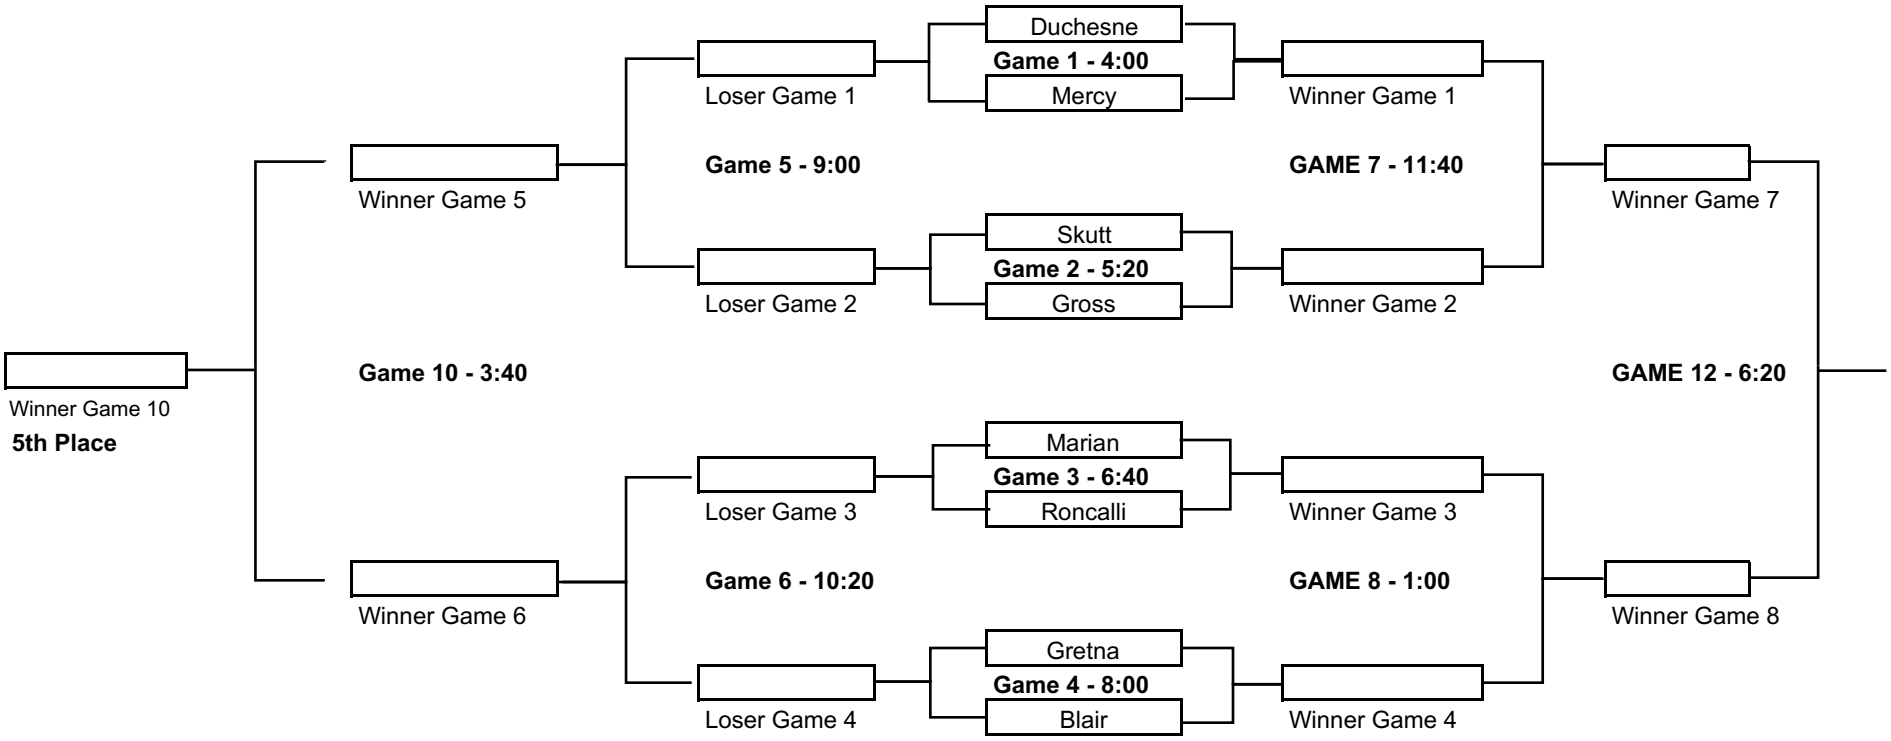 Duchesne
Game 1 - 4:00
Mercy
Loser Game 1
Winner Game 1
Game 5 - 9:00
GAME 7 - 11:40
Winner Game 5
Winner Game 7
Skutt
Game 2 - 5:20
Gross
Loser Game 2
Winner Game 2
Game 10 - 3:40
GAME 12 - 6:20
Winner Game 10
5th Place
Marian
Game 3 - 6:40
Roncalli
Loser Game 3
Winner Game 3
Game 6 - 10:20
GAME 8 - 1:00
Winner Game 6
Winner Game 8
Gretna
Game 4 - 8:00
Blair
Loser Game 4
Winner Game 4